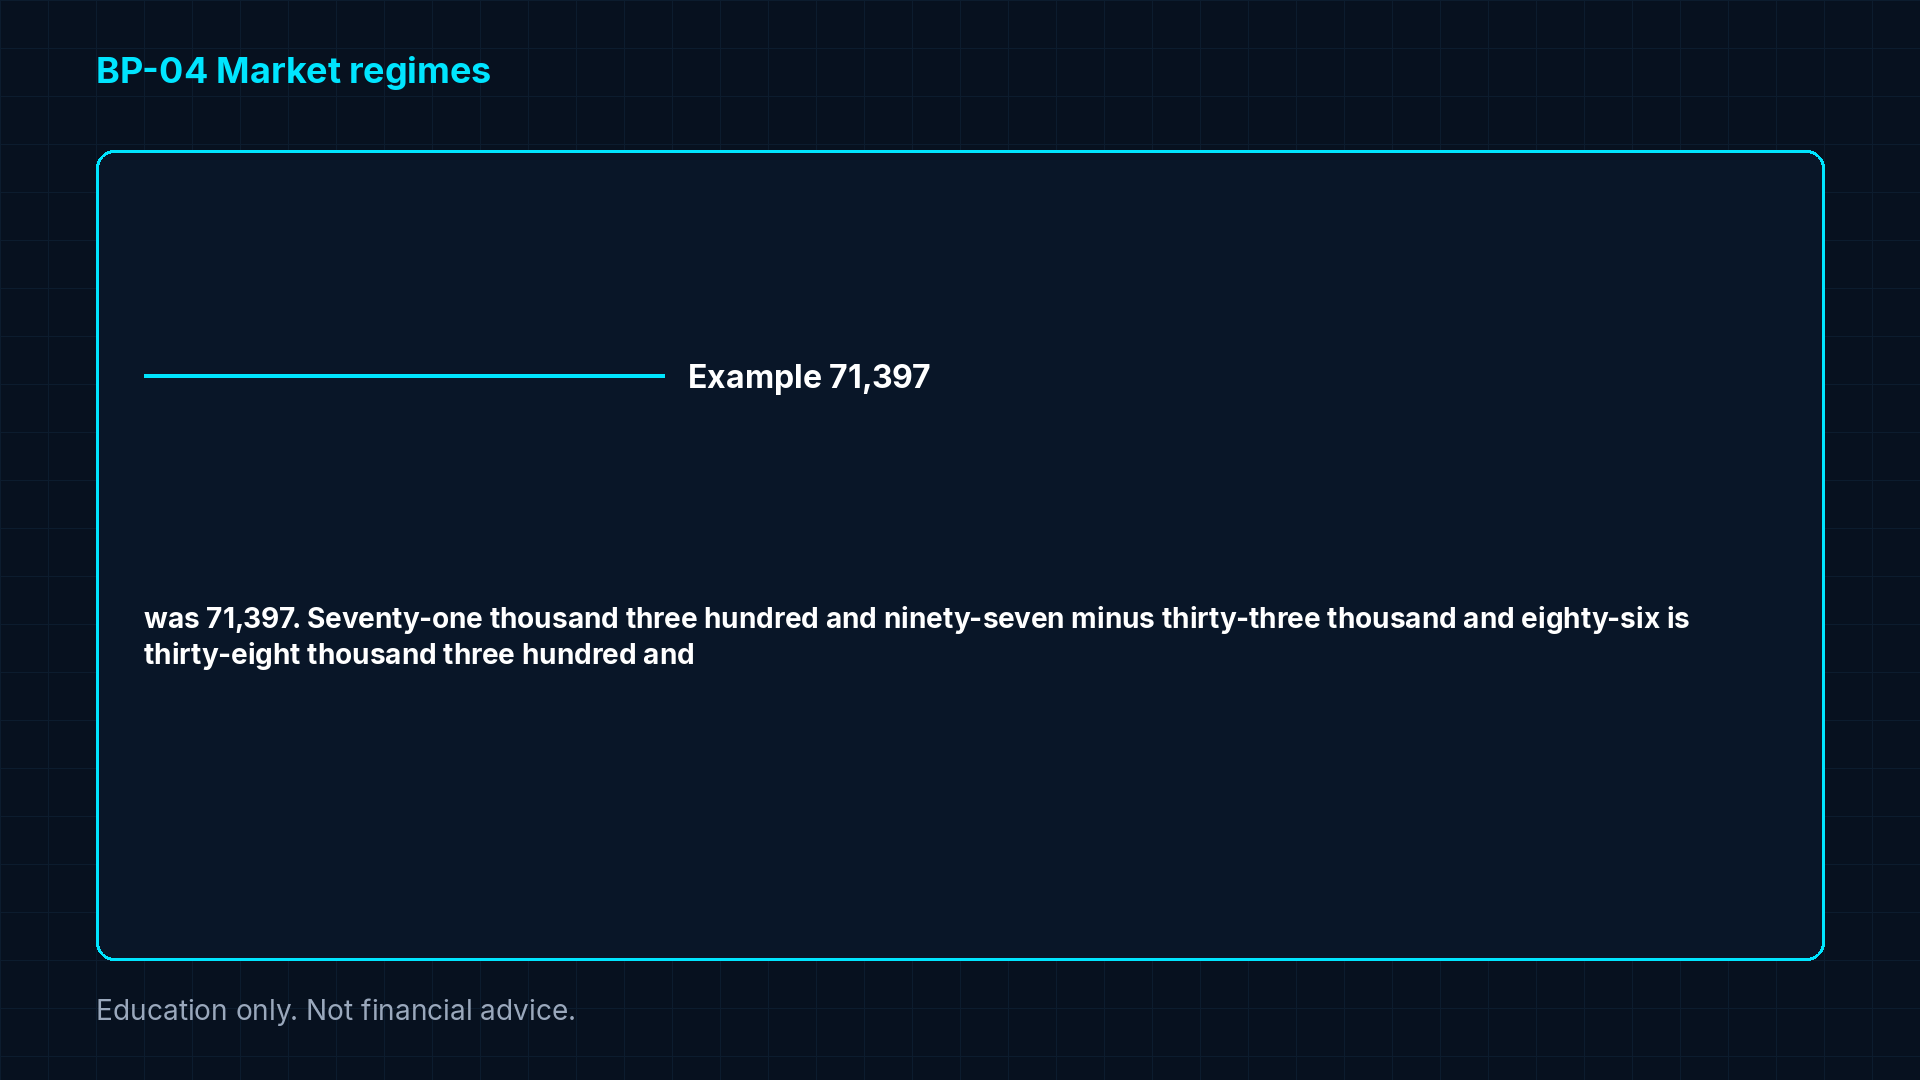 BP-04 Market regimes
Example 71,397
was 71,397. Seventy-one thousand three hundred and ninety-seven minus thirty-three thousand and eighty-six is
thirty-eight thousand three hundred and
Education only. Not financial advice.